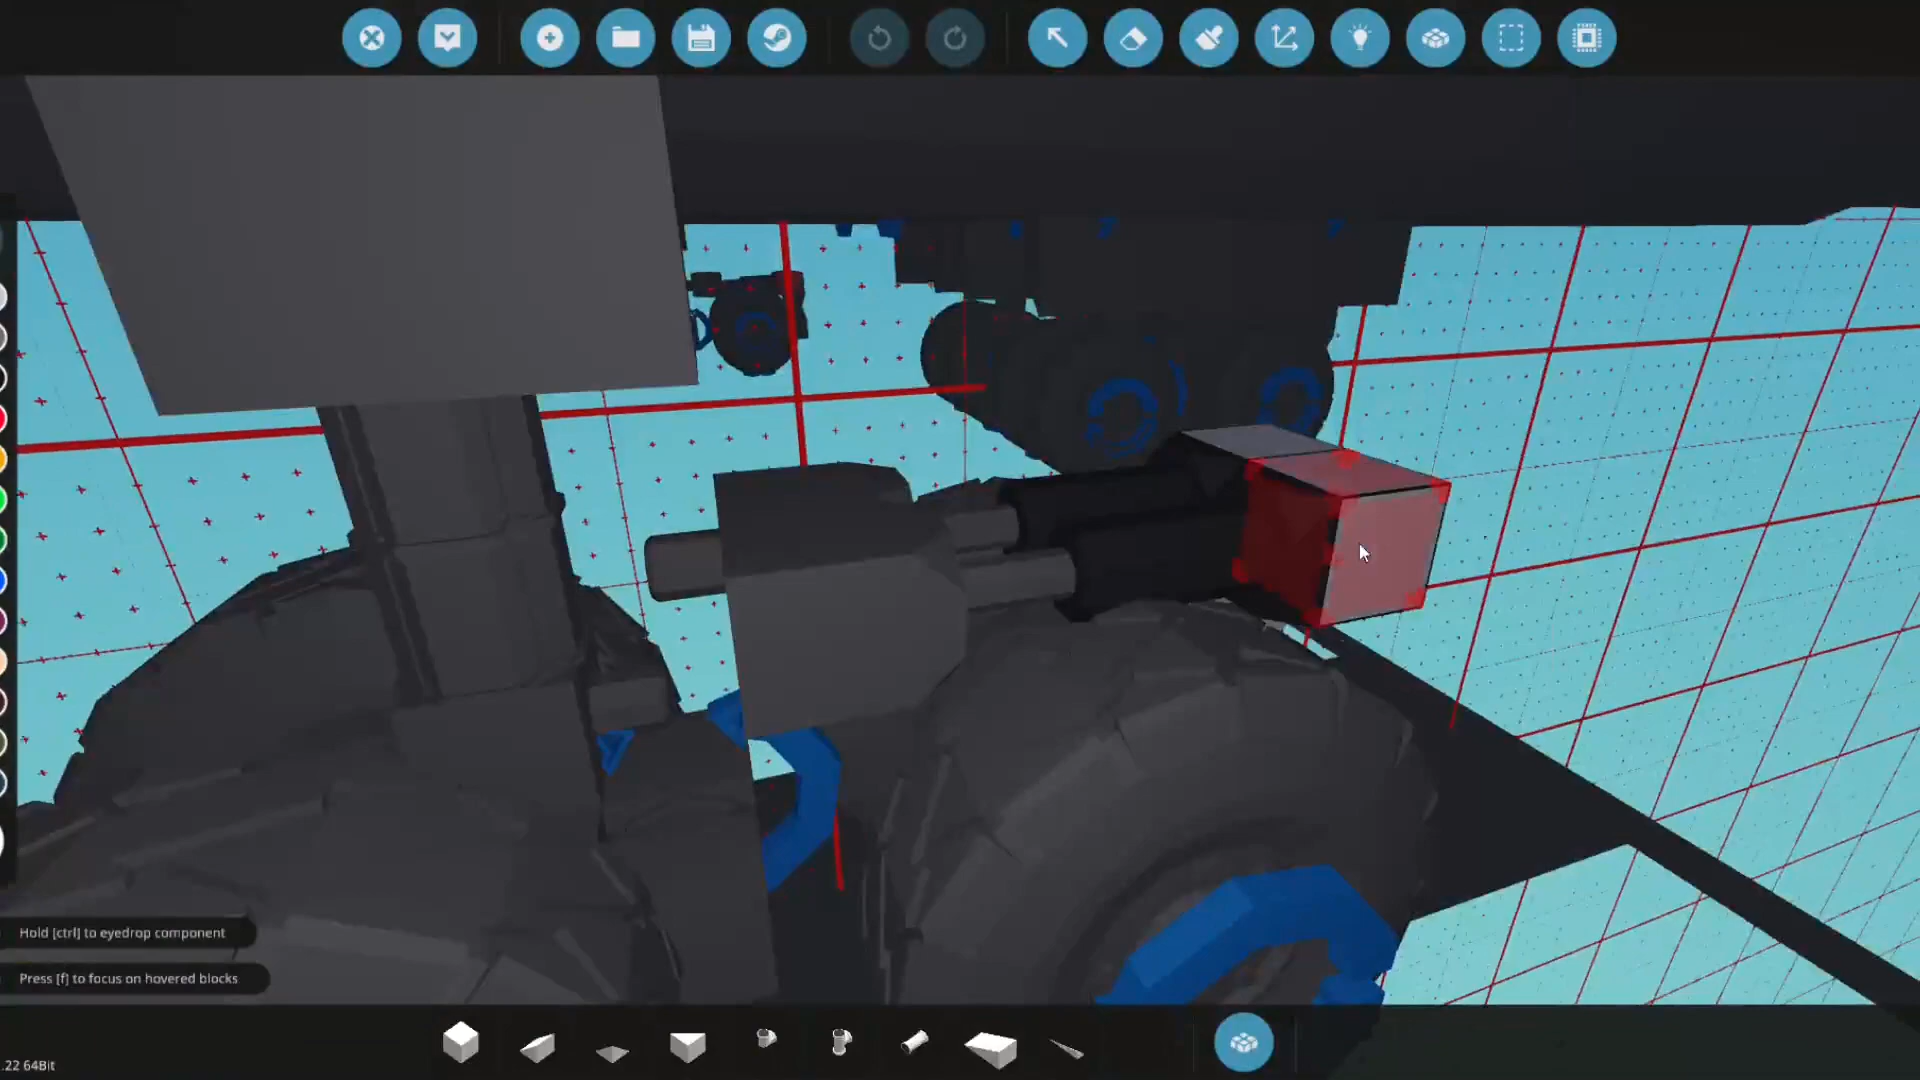 Hold [ctrl] to eyedrop component
Press [f] to focus on hovered blocks
.22 64Bit